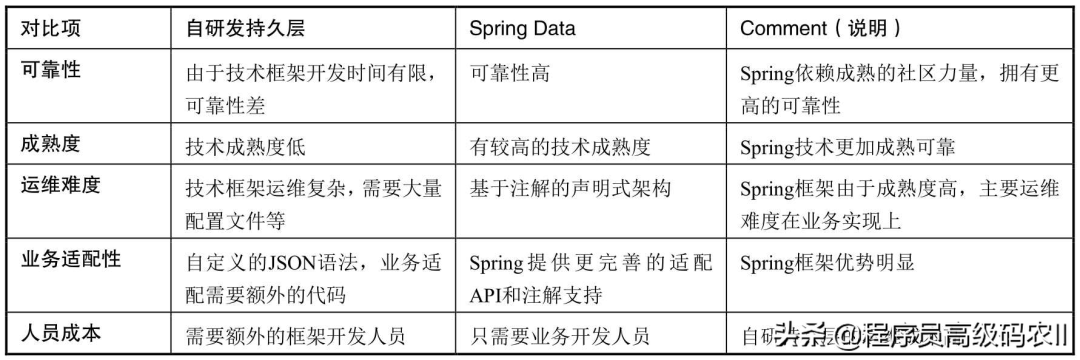 对比项 自研发持久层 Spring Data Comment（说明）
可靠性 由于技术框架开发时间有限， 可靠性高 Spring依赖成熟的社区力量，拥有更
可靠性差 高的可靠性
成熟度 技术成熟度低 有较高的技术成熟度 Spring技术更加成熟可靠
运维难度 技术框架运维复杂，需要大量 基于注解的声明式架构 Spring框架由于成熟度高，主要运维
配置文件等 难度在业务实现上
业务适配性 自定义的JSON语法，业务适 Spring提供更完善的适配 Spring框架优势明显
配需要额外的代码 API和注解支持
人员成本 需要额外的框架开发人员 只需要业务开发人员 自研
头条@程序员高级码农II